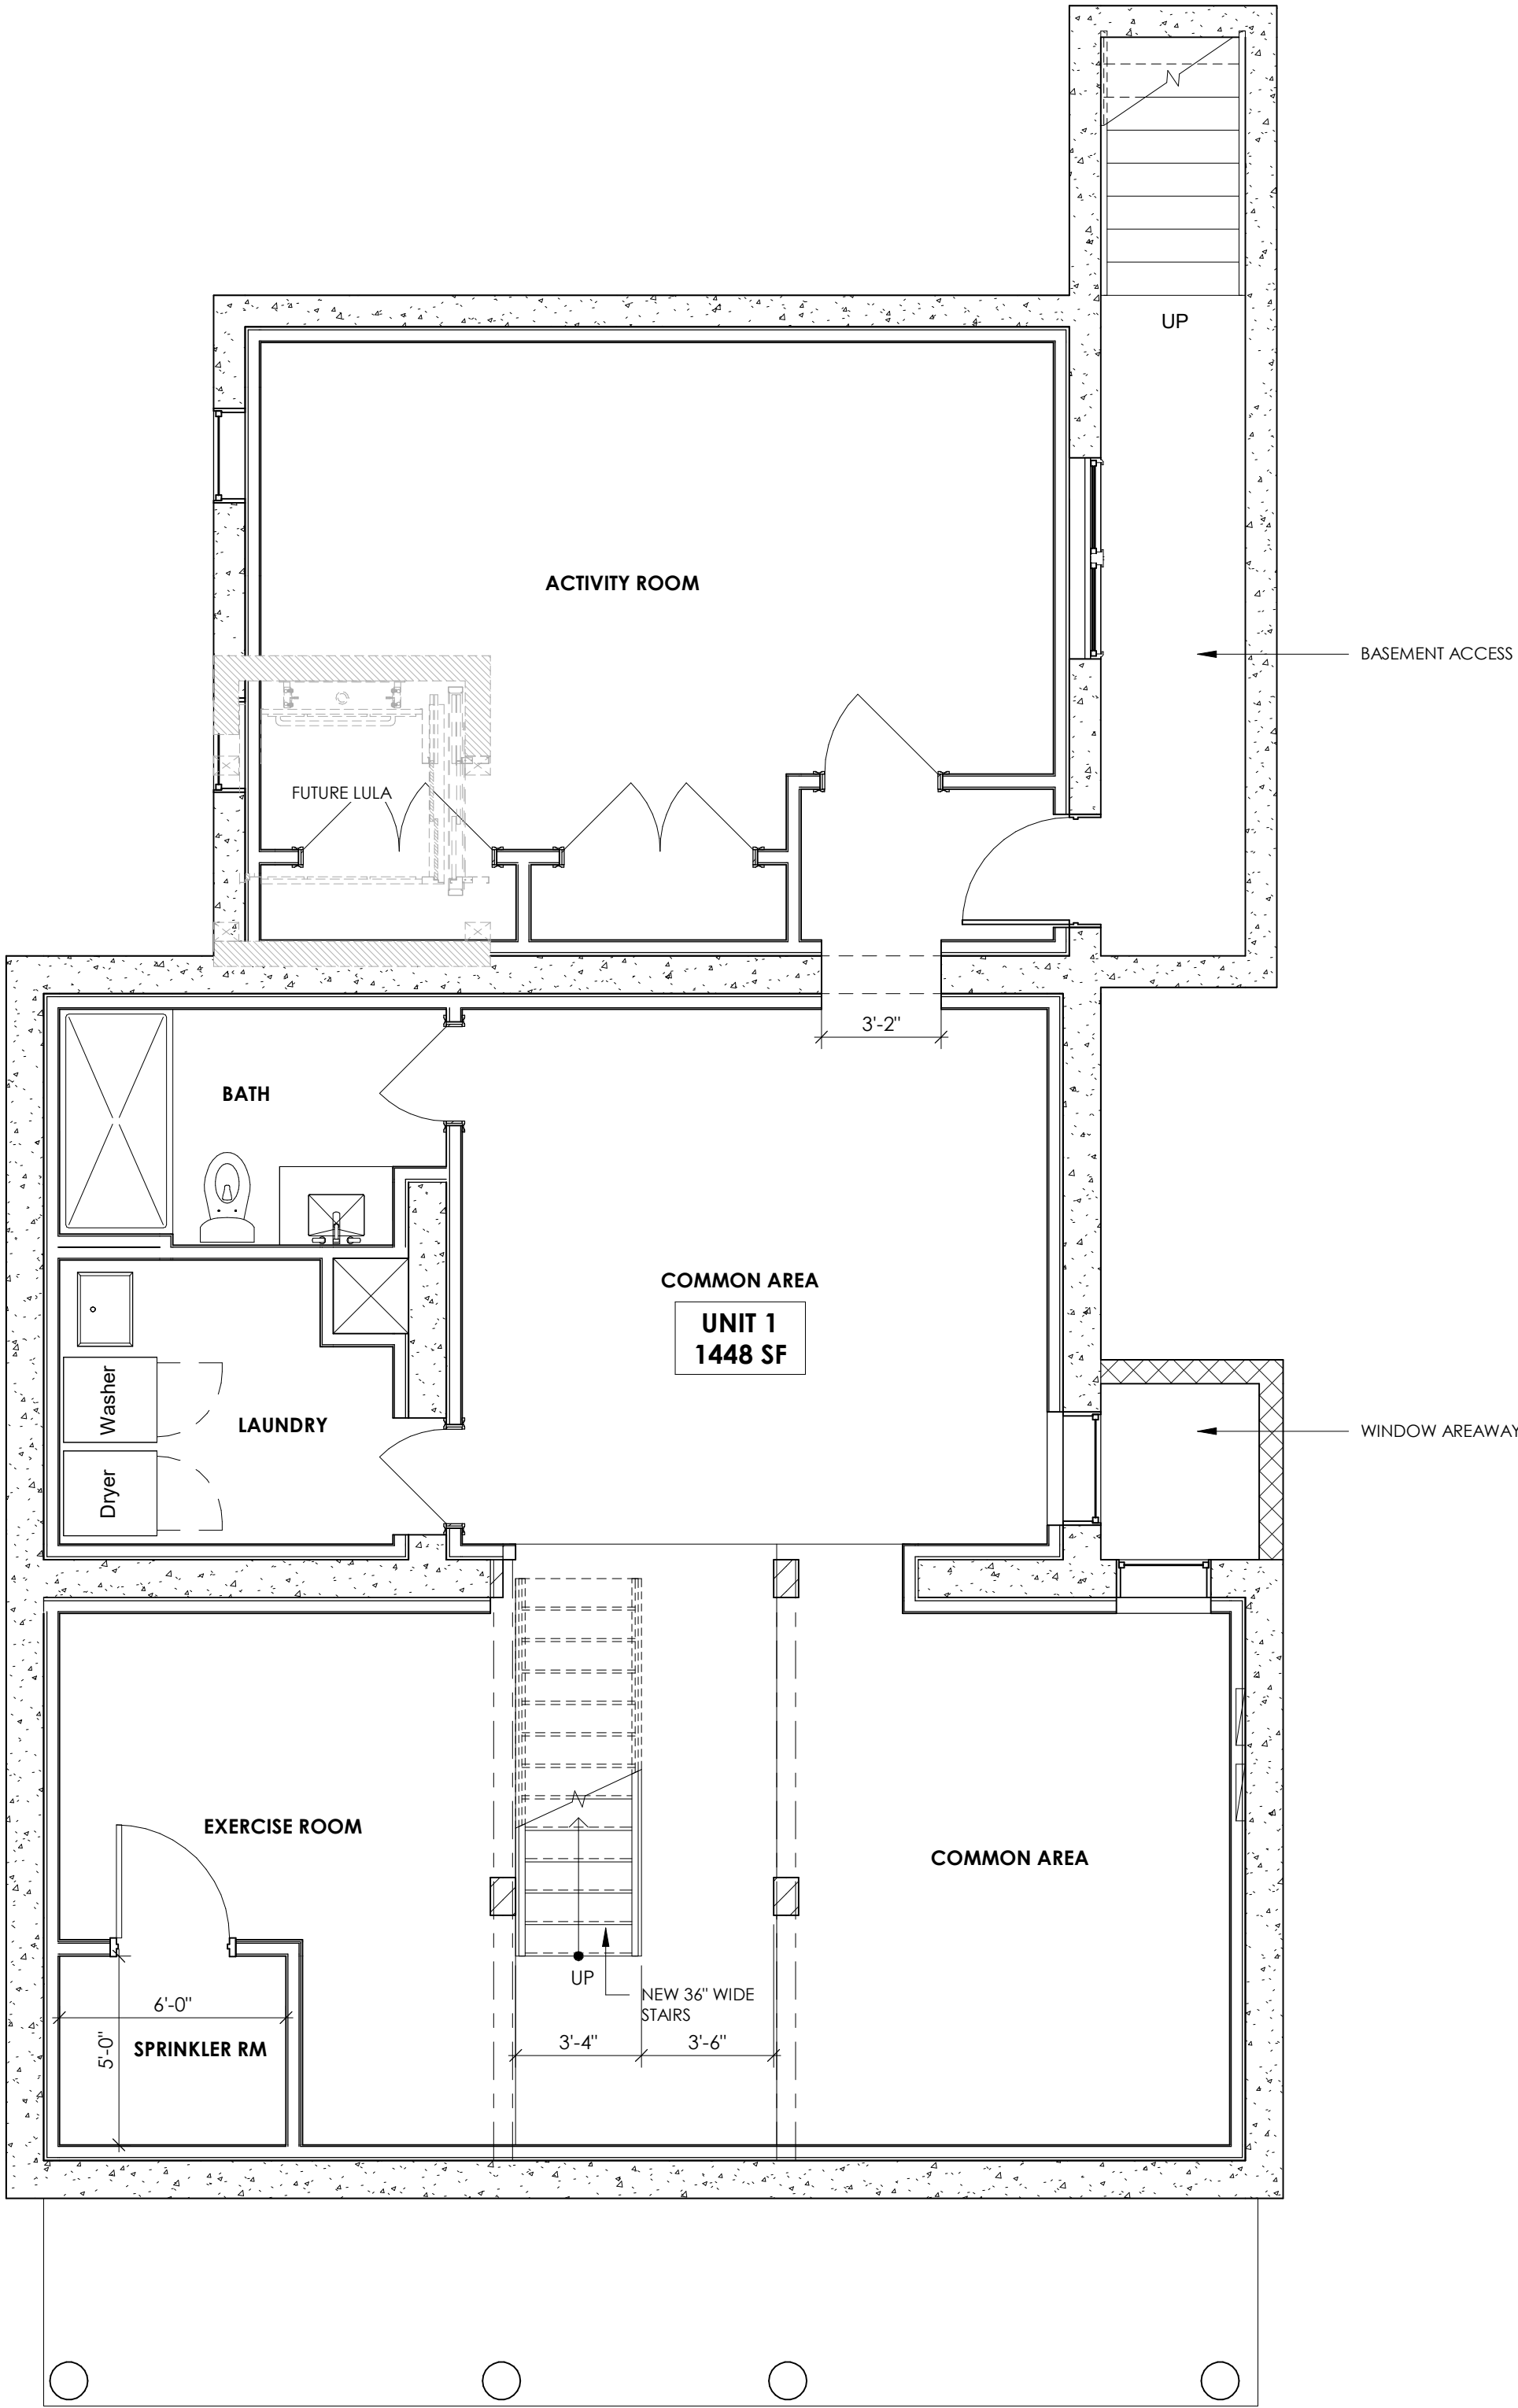 UP
ACTIVITY ROOM
BASEMENT ACCESS
FUTURE LULA
3'-2"
BATH
COMMON AREA
UNIT 1
1448 SF
Washer
LAUNDRY
WINDOW AREAWAY
Dryer
EXERCISE ROOM
COMMON AREA
UP
NEW 36" WIDE
STAIRS
6'-0"
5'-0"
SPRINKLER RM
3'-4"
3'-6"